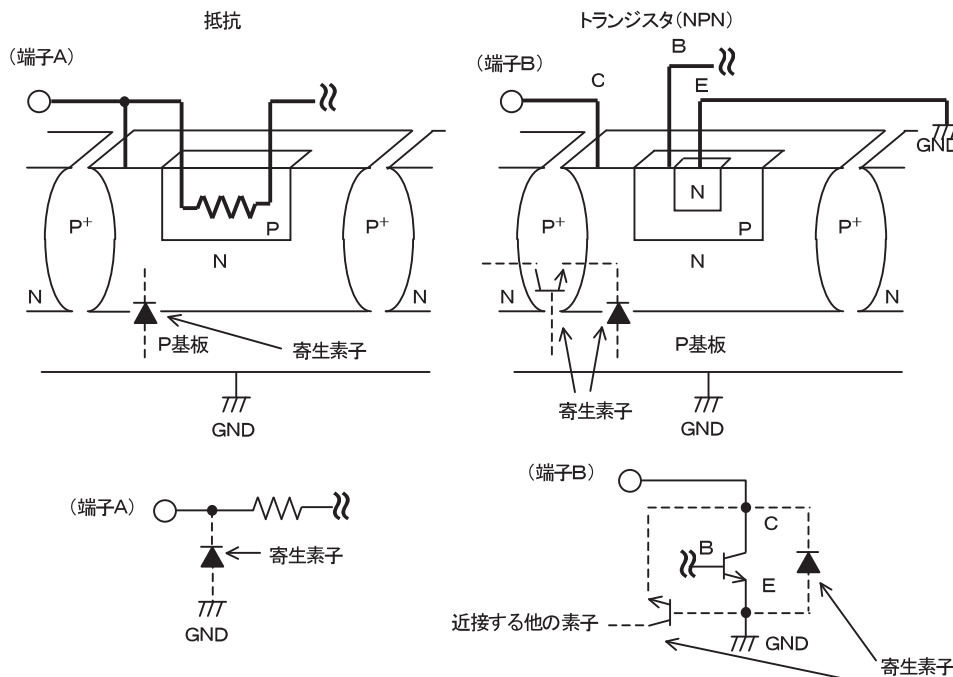 抵抗
トランジスタ(NPN)
(端子A)
(端子B)
C
B
E
GND
P+
P
N
N
P+
N
P基板
寄生素子
GND
P+
N
P
N
N
P+
N
P基板
寄生素子
GND
(端子A)
寄生素子
GND
(端子B)
C
B
E
近接する他の素子
GND
寄生素子